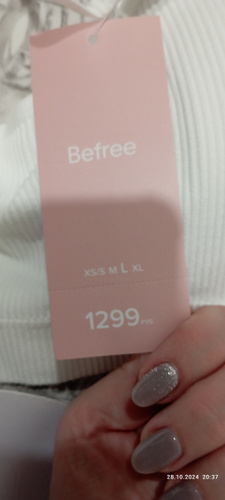 Befree
XS/S M L XL
1299 РУБ
28.10.2024 20:37